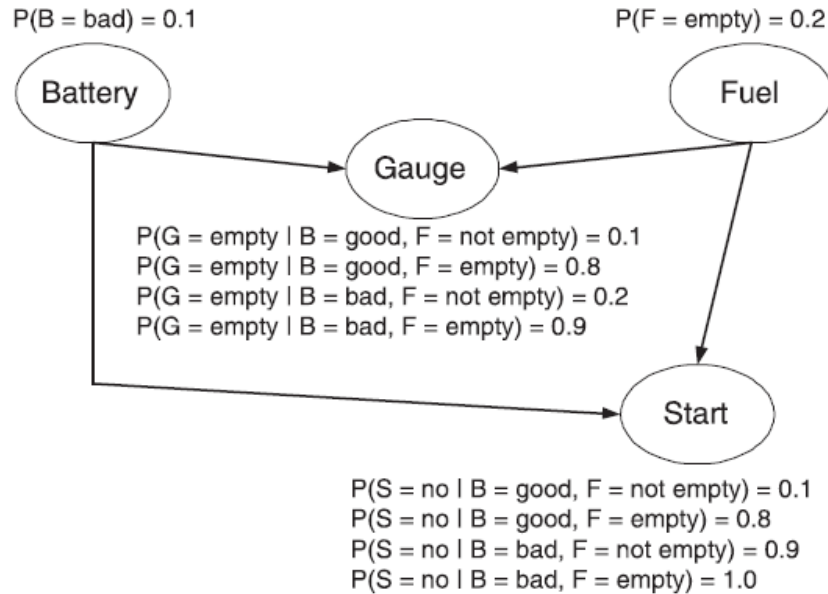 P(B = bad) = 0.1
P(F = empty) = 0.2
Battery
Fuel
Gauge
P(G = empty | B = good, F = not empty) = 0.1
P(G = empty | B = good, F = empty) = 0.8
P(G = empty | B = bad, F = not empty) = 0.2
P(G = empty | B = bad, F = empty) = 0.9
Start
P(S = no | B = good, F = not empty) = 0.1
P(S = no | B = good, F = empty) = 0.8
P(S = no | B = bad, F = not empty) = 0.9
P(S = no | B = bad, F = empty) = 1.0